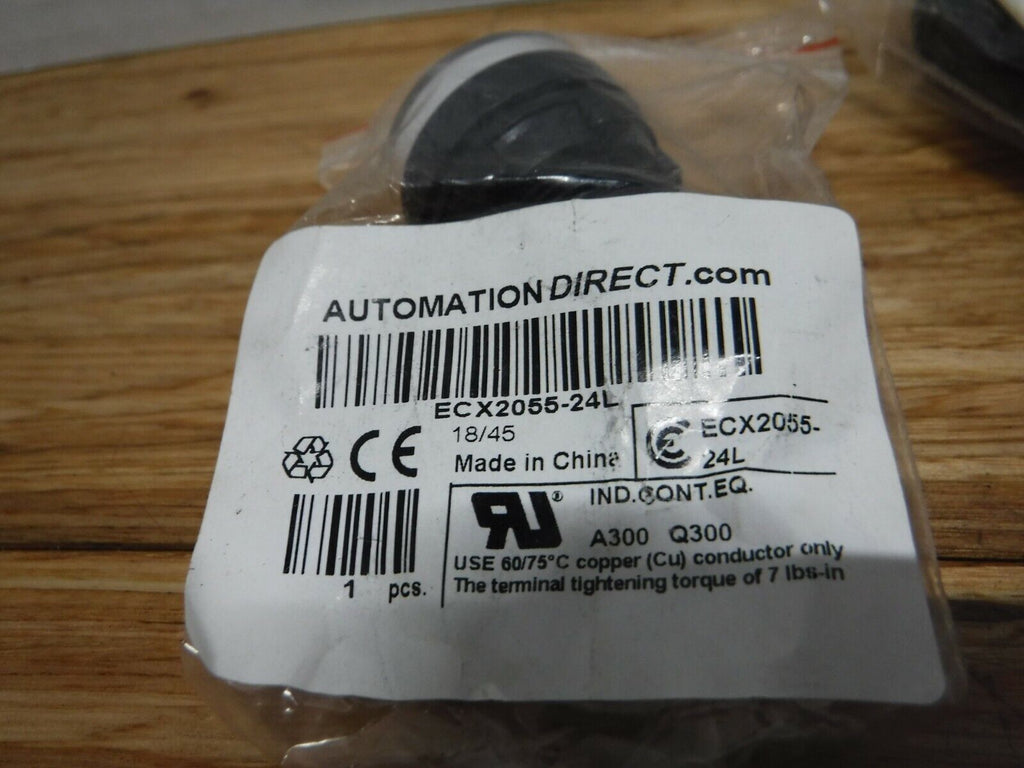 AUTOMATIONDIRECT.com
ECX2055-24L
18/45
Made in China
CE
ECX2055-
24L
1 pcs.
RU®
IND.CONT.EQ.
A300 Q300
USE 60/75°C copper (Cu) conductor only
The terminal tightening torque of 7 lbs-in